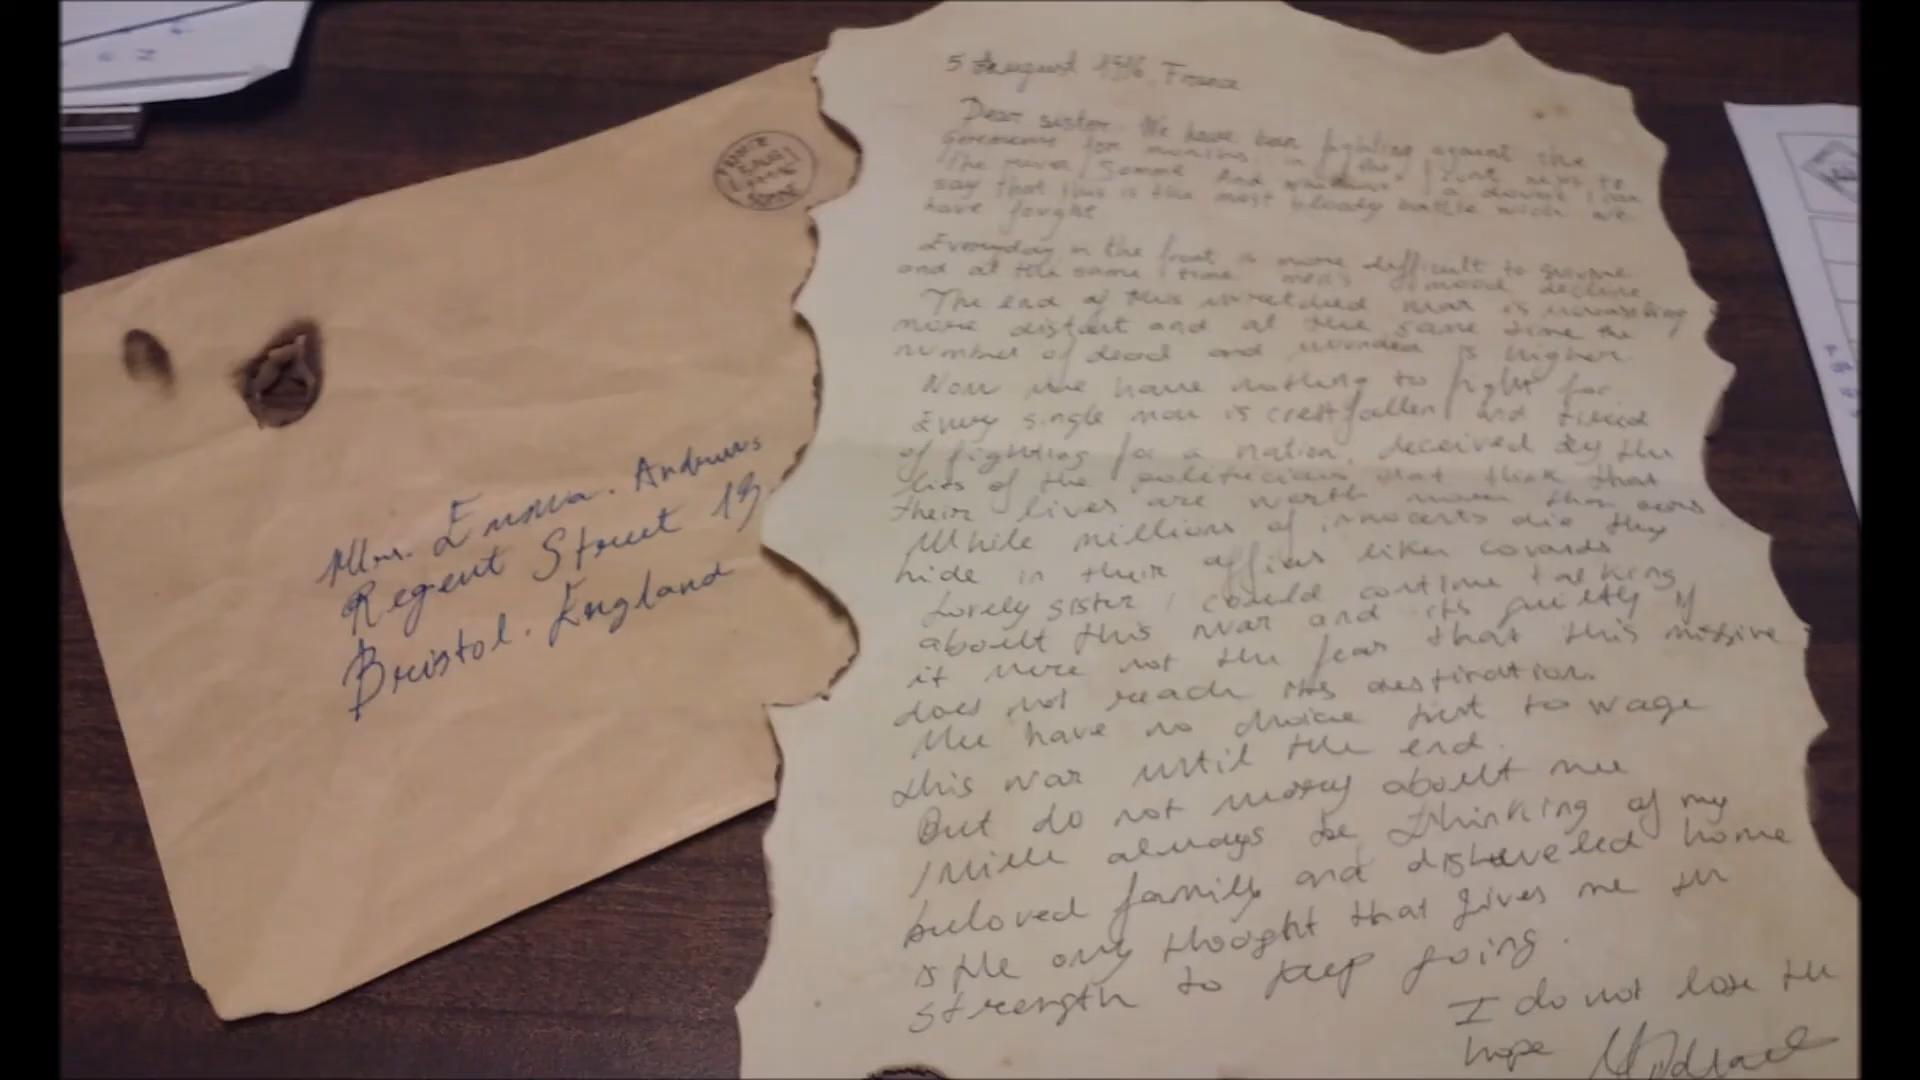 Mrs. Emma. Andrews
Regent Street 13
Bristol. England
FRANCE
5 August 1916, France
Dear sister. We have been fighting against the
for months in the front next to
The river Somme. And without a doubt I can
say that this is the most bloody battle wich we
have fought
Everyday in the front is more difficult to survive
and at the same time men's mood decline
The end of this wretched war is
more distant and at the same time the
number of dead and wounded is higher
Now we have nothing to fight for.
Every single man is crestfallen and tired
of fighting for a nation, deceived by the
lies of the that think that
their lives are worth more than ours
While millions of innocents die they
hide in their like cowards
Lovely sister I could continue talking
about this war and its if
it were not the fear that this missive
does not reach its destination.
We have no choice but to wage
this war until the end.
But do not worry about me
I will always be thinking of my
beloved family and disheveled home
is the only thought that gives me the
strength to keep going.
I do not lose the
hope